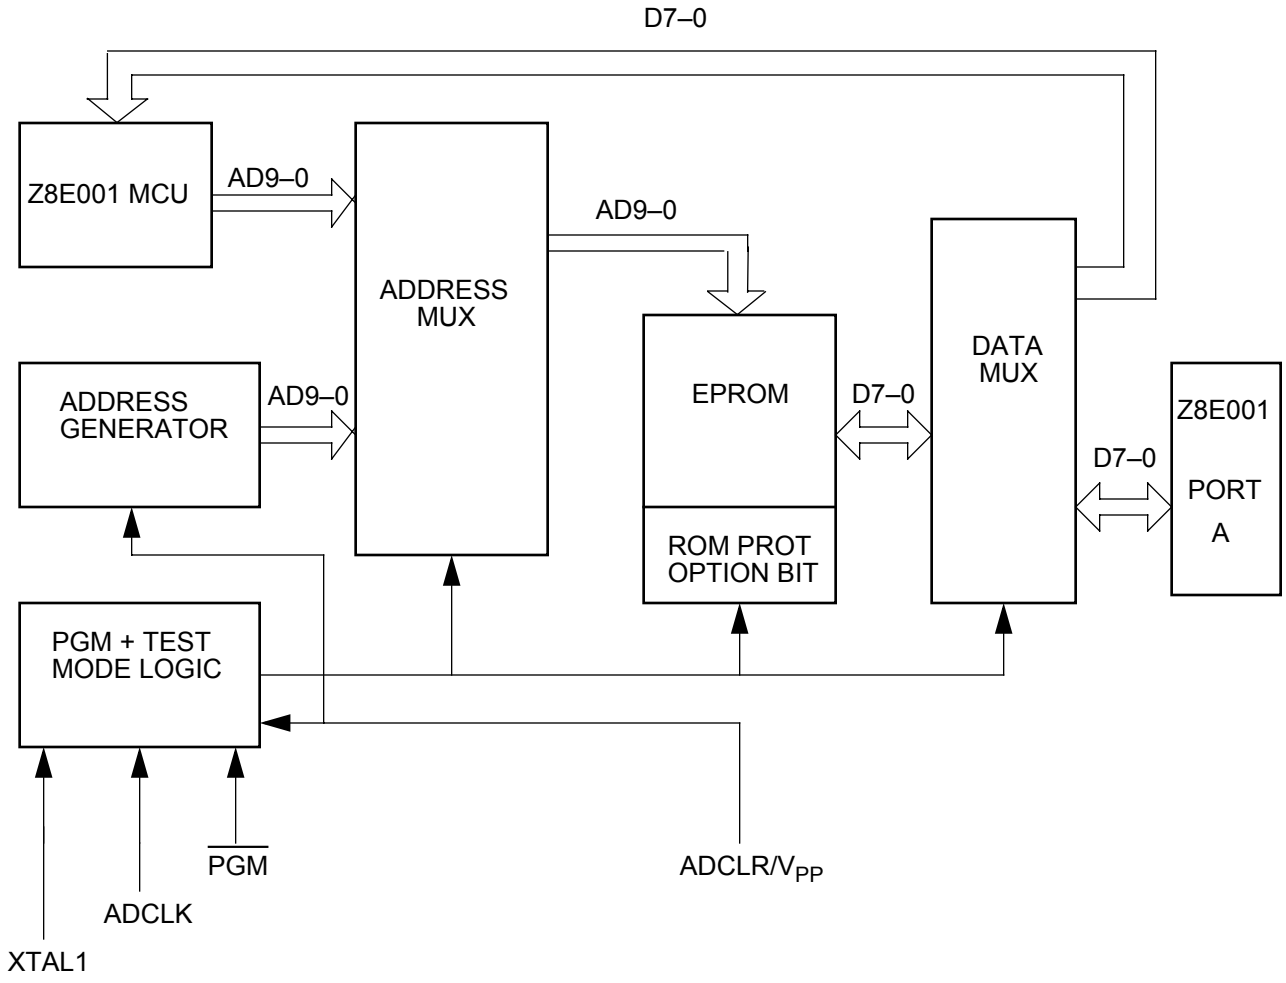 D7–0
Z8E001 MCU
AD9–0
AD9–0
ADDRESS
MUX
DATA
MUX
ADDRESS
GENERATOR
AD9–0
EPROM
D7–0
Z8E001
PORT
A
D7–0
ROM PROT
OPTION BIT
PGM + TEST
MODE LOGIC
PGM
ADCLR/VPP
ADCLK
XTAL1